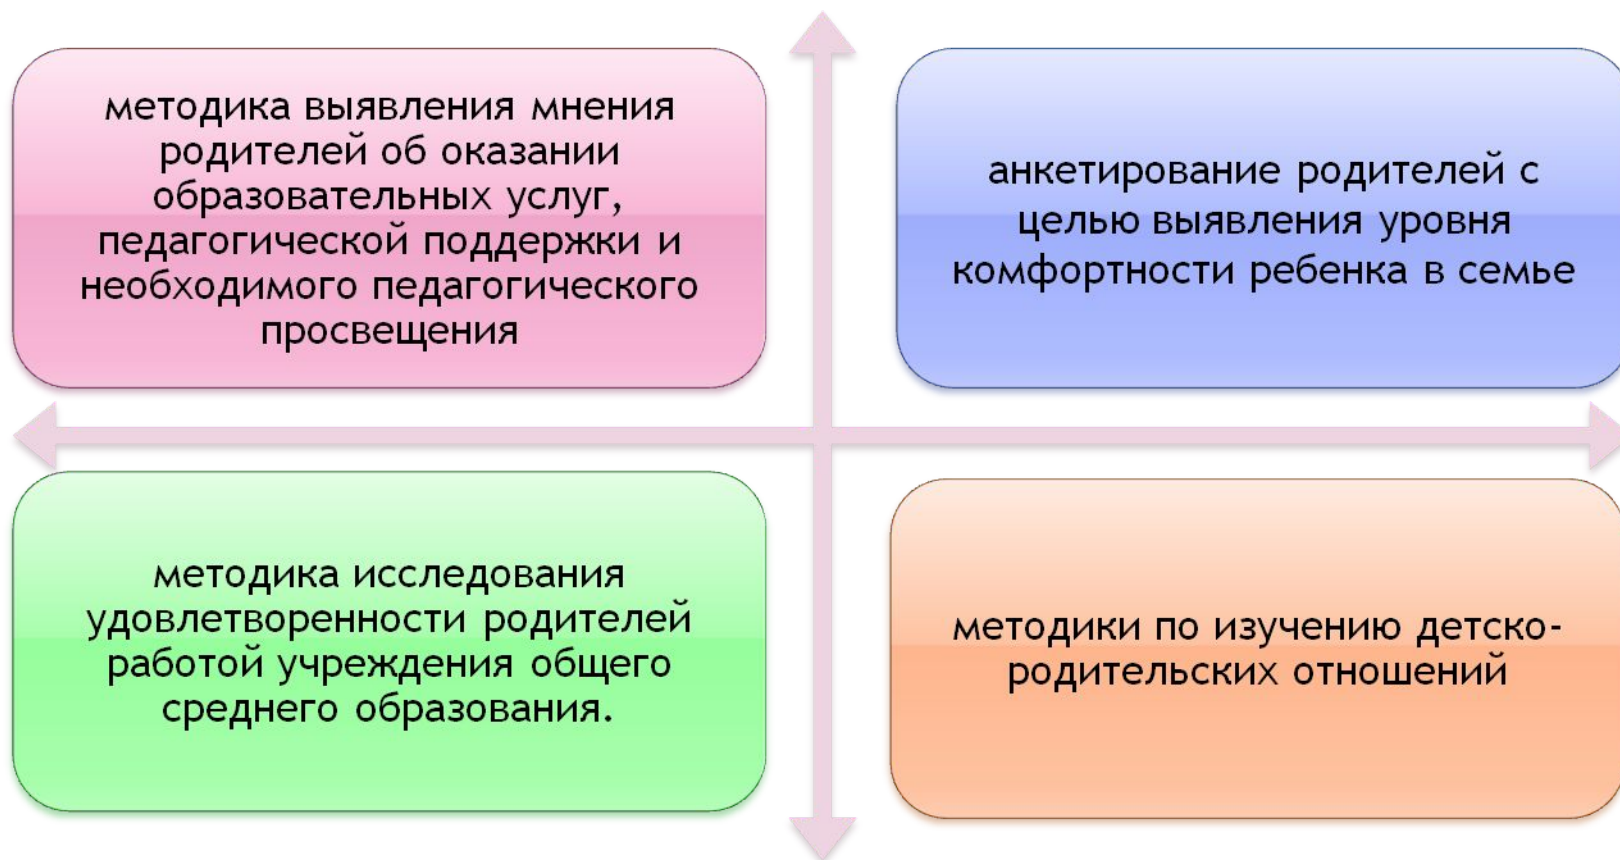 методика выявления мнения
родителей об оказании
образовательных услуг,
педагогической поддержки и
необходимого педагогического
просвещения
анкетирование родителей с
целью выявления уровня
комфортности ребенка в семье
методика исследования
удовлетворенности родителей
работой учреждения общего
среднего образования.
методики по изучению детско-
родительских отношений